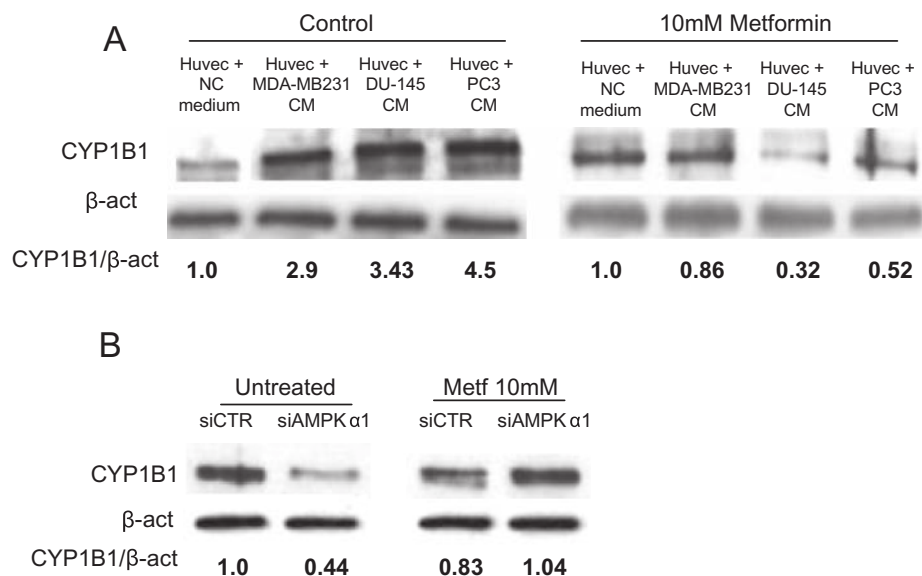 A
Control
10mM Metformin
Huvec + Huvec + Huvec + Huvec + Huvec + Huvec + Huvec + Huvec +
NC MDA-MB231 DU-145 PC3 NC MDA-MB231 DU-145 PC3
medium CM CM CM medium CM CM CM
CYP1B1
β-act
CYP1B1/β-act 1.0 2.9 3.43 4.5 1.0 0.86 0.32 0.52
B
Untreated Metf 10mM
siCTR siAMPK α1 siCTR siAMPK α1
CYP1B1
β-act
CYP1B1/β-act 1.0 0.44 0.83 1.04